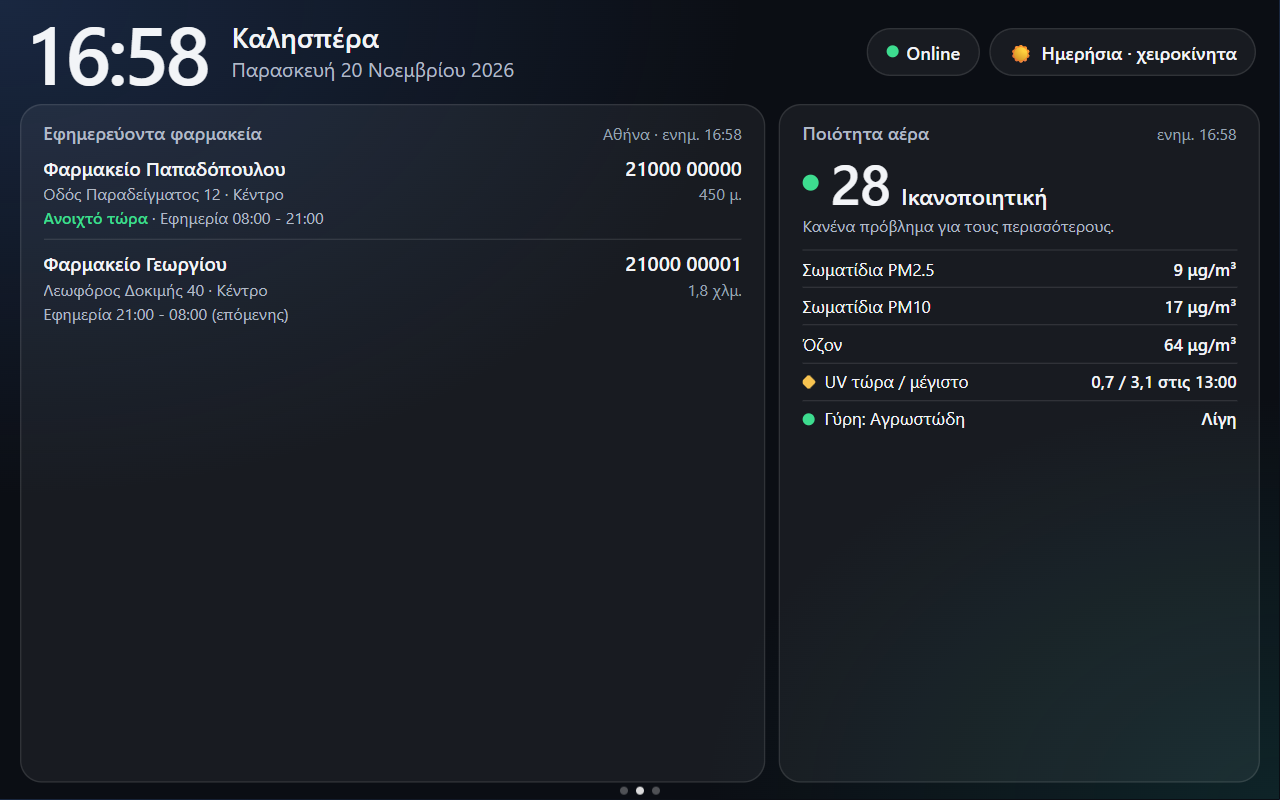 16:58
Καλησπέρα
Παρασκευή 20 Νοεμβρίου 2026
Online
Ημερήσια · χειροκίνητα
Εφημερεύοντα φαρμακεία
Αθήνα · ενημ. 16:58
Φαρμακείο Παπαδόπουλου
21000 00000
Οδός Παραδείγματος 12 · Κέντρο
450 μ.
Ανοιχτό τώρα · Εφημερία 08:00 - 21:00
Φαρμακείο Γεωργίου
21000 00001
Λεωφόρος Δοκιμής 40 · Κέντρο
1,8 χλμ.
Εφημερία 21:00 - 08:00 (επόμενης)
Ποιότητα αέρα
ενημ. 16:58
28 Ικανοποιητική
Κανένα πρόβλημα για τους περισσότερους.
Σωματίδια PM2.5
9 μg/m³
Σωματίδια PM10
17 μg/m³
Όζον
64 μg/m³
UV τώρα / μέγιστο
0,7 / 3,1 στις 13:00
Γύρη: Αγρωστώδη
Λίγη